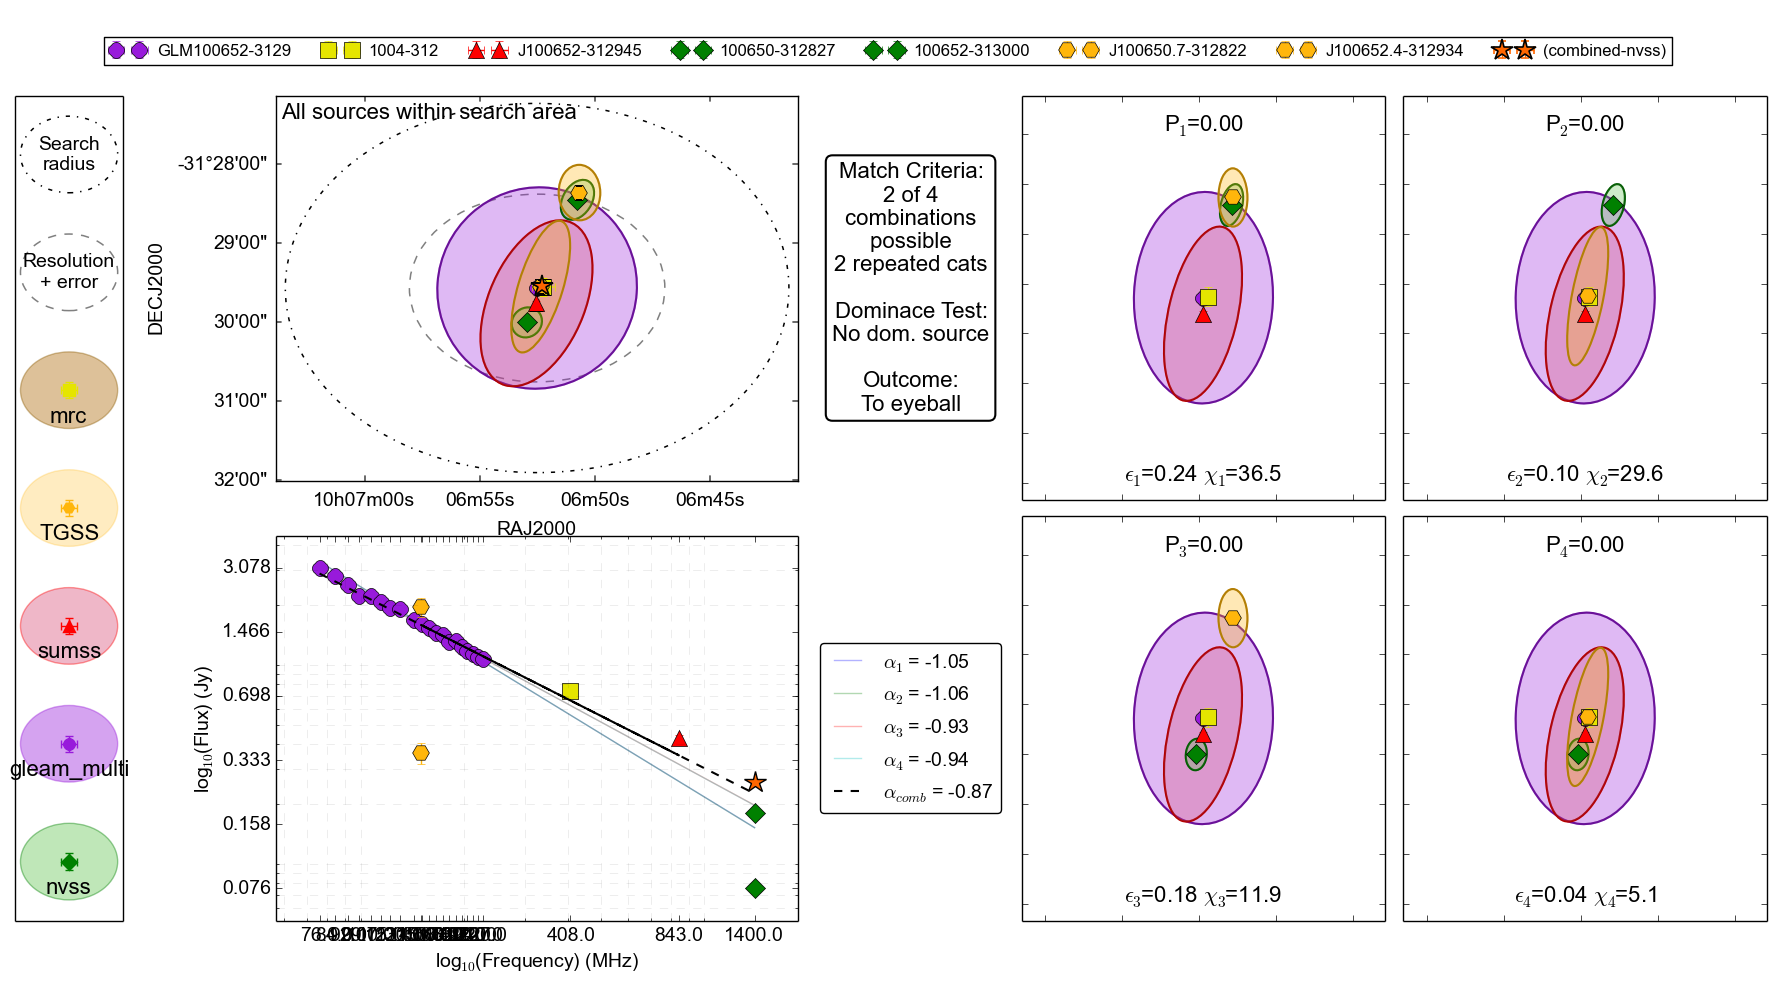 GLM100652-3129 1004-312 J100652-312945 100650-312827 100652-313000 J100650.7-312822 J100652.4-312934 (combined-nvss)
Search
radius
Resolution
+ error
mrc
TGSS
sumss
gleam_multi
nvss
All sources within search area
DECJ2000
-31°28'00"
29'00"
30'00"
31'00"
32'00"
10h07m00s 06m55s 06m50s 06m45s
RAJ2000
Match Criteria:
2 of 4
combinations
possible
2 repeated cats
Dominace Test:
No dom. source
Outcome:
To eyeball
P1=0.00
ϵ1=0.24 χ1=36.5
P2=0.00
ϵ2=0.10 χ2=29.6
P3=0.00
ϵ3=0.18 χ3=11.9
P4=0.00
ϵ4=0.04 χ4=5.1
log10(Flux) (Jy)
3.078
1.466
0.698
0.333
0.158
0.076
408.0 843.0 1400.0
log10(Frequency) (MHz)
α1 = -1.05
α2 = -1.06
α3 = -0.93
α4 = -0.94
αcomb = -0.87